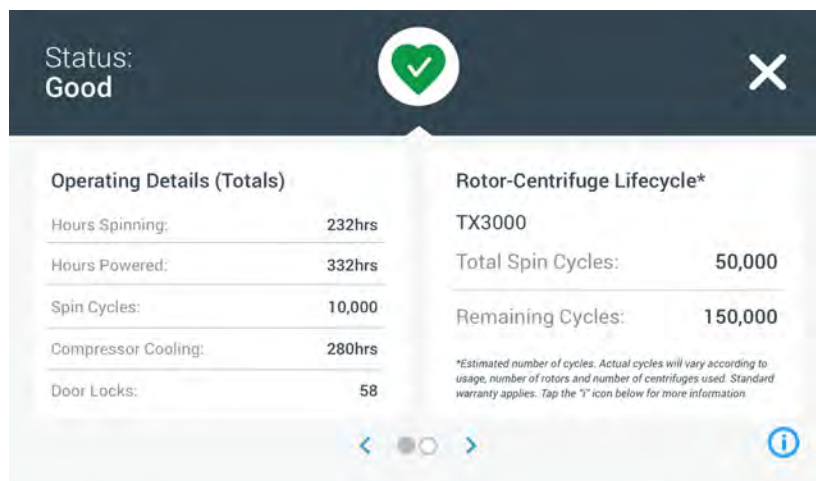 Status:
Good
Operating Details (Totals)
Hours Spinning: 232hrs
Hours Powered: 332hrs
Spin Cycles: 10,000
Compressor Cooling: 280hrs
Door Locks: 58
Rotor-Centrifuge Lifecycle*
TX3000
Total Spin Cycles: 50,000
Remaining Cycles: 150,000
*Estimated number of cycles. Actual cycles will vary according to
usage, number of rotors and number of centrifuges used. Standard
warranty applies. Tap the "i" icon below for more information
i